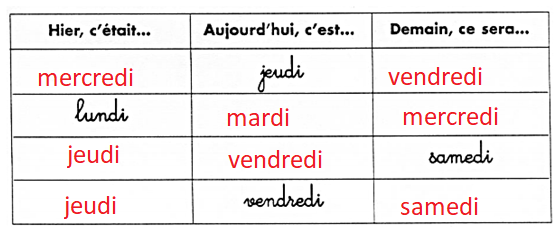 Hier, c'était... Aujourd'hui, c'est... Demain, ce sera...
mercredi jeudi vendredi
lundi mardi mercredi
jeudi vendredi samedi
jeudi vendredi samedi